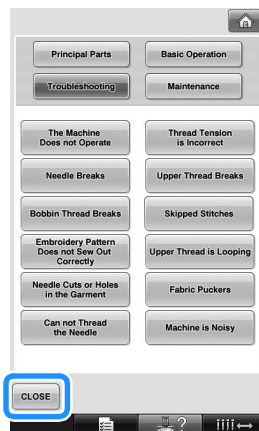 Principal Parts
Basic Operation
Troubleshooting
Maintenance
The Machine
Does not Operate
Thread Tension
is Incorrect
Needle Breaks
Upper Thread Breaks
Bobbin Thread Breaks
Skipped Stitches
Embroidery Pattern
Does not Sew Out
Correctly
Upper Thread is Looping
Needle Cuts or Holes
in the Garment
Fabric Puckers
Can not Thread
the Needle
Machine is Noisy
CLOSE
?